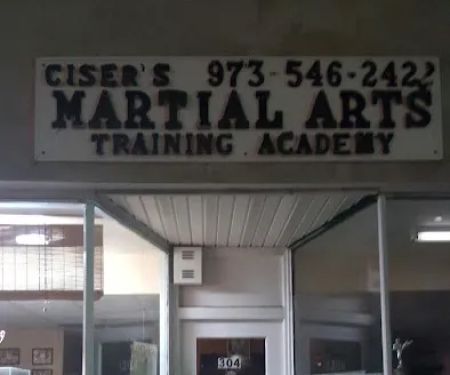 CISER'S 973-546-2422
MARTIAL ARTS
TRAINING ACADEMY
304